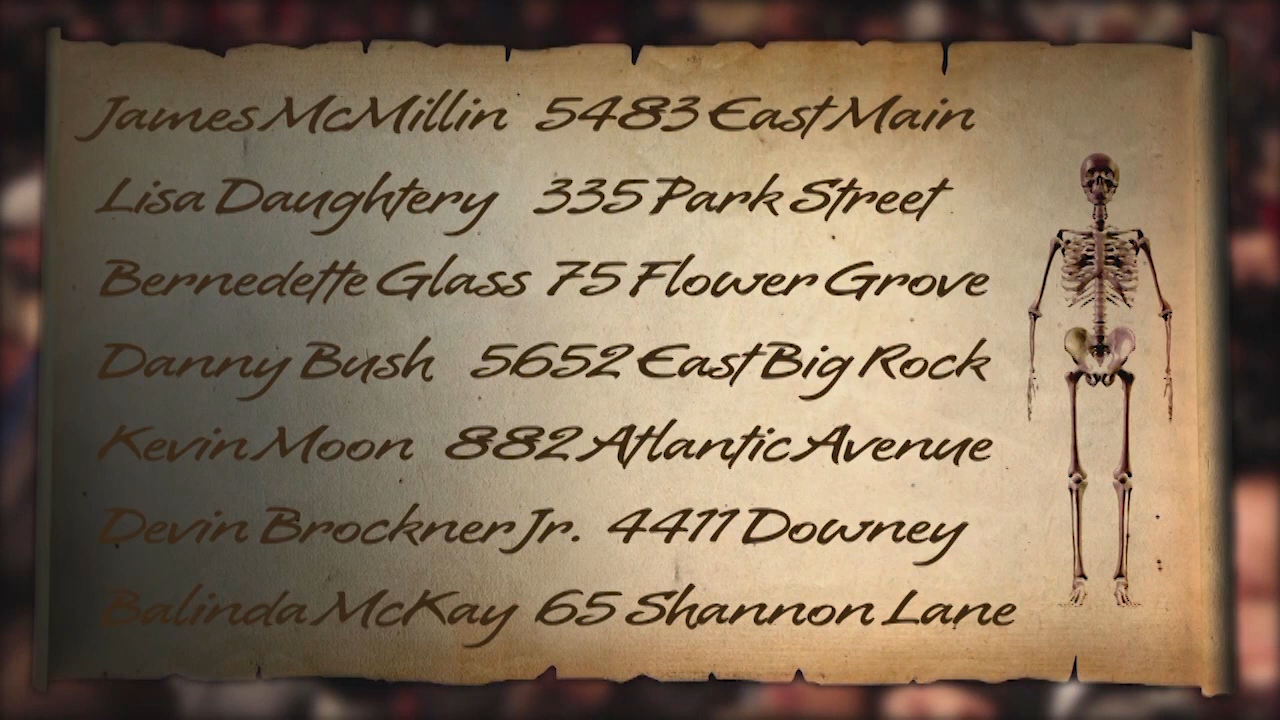 James McMillin 5483 East Main
Lisa Daughtery 335 Park Street
Bernedette Glass 75 Flower Grove
Danny Bush 5652 East Big Rock
Kevin Moon 882 Atlantic Avenue
Devin Brockner Jr. 4411 Downey
Balinda McKay 65 Shannon Lane